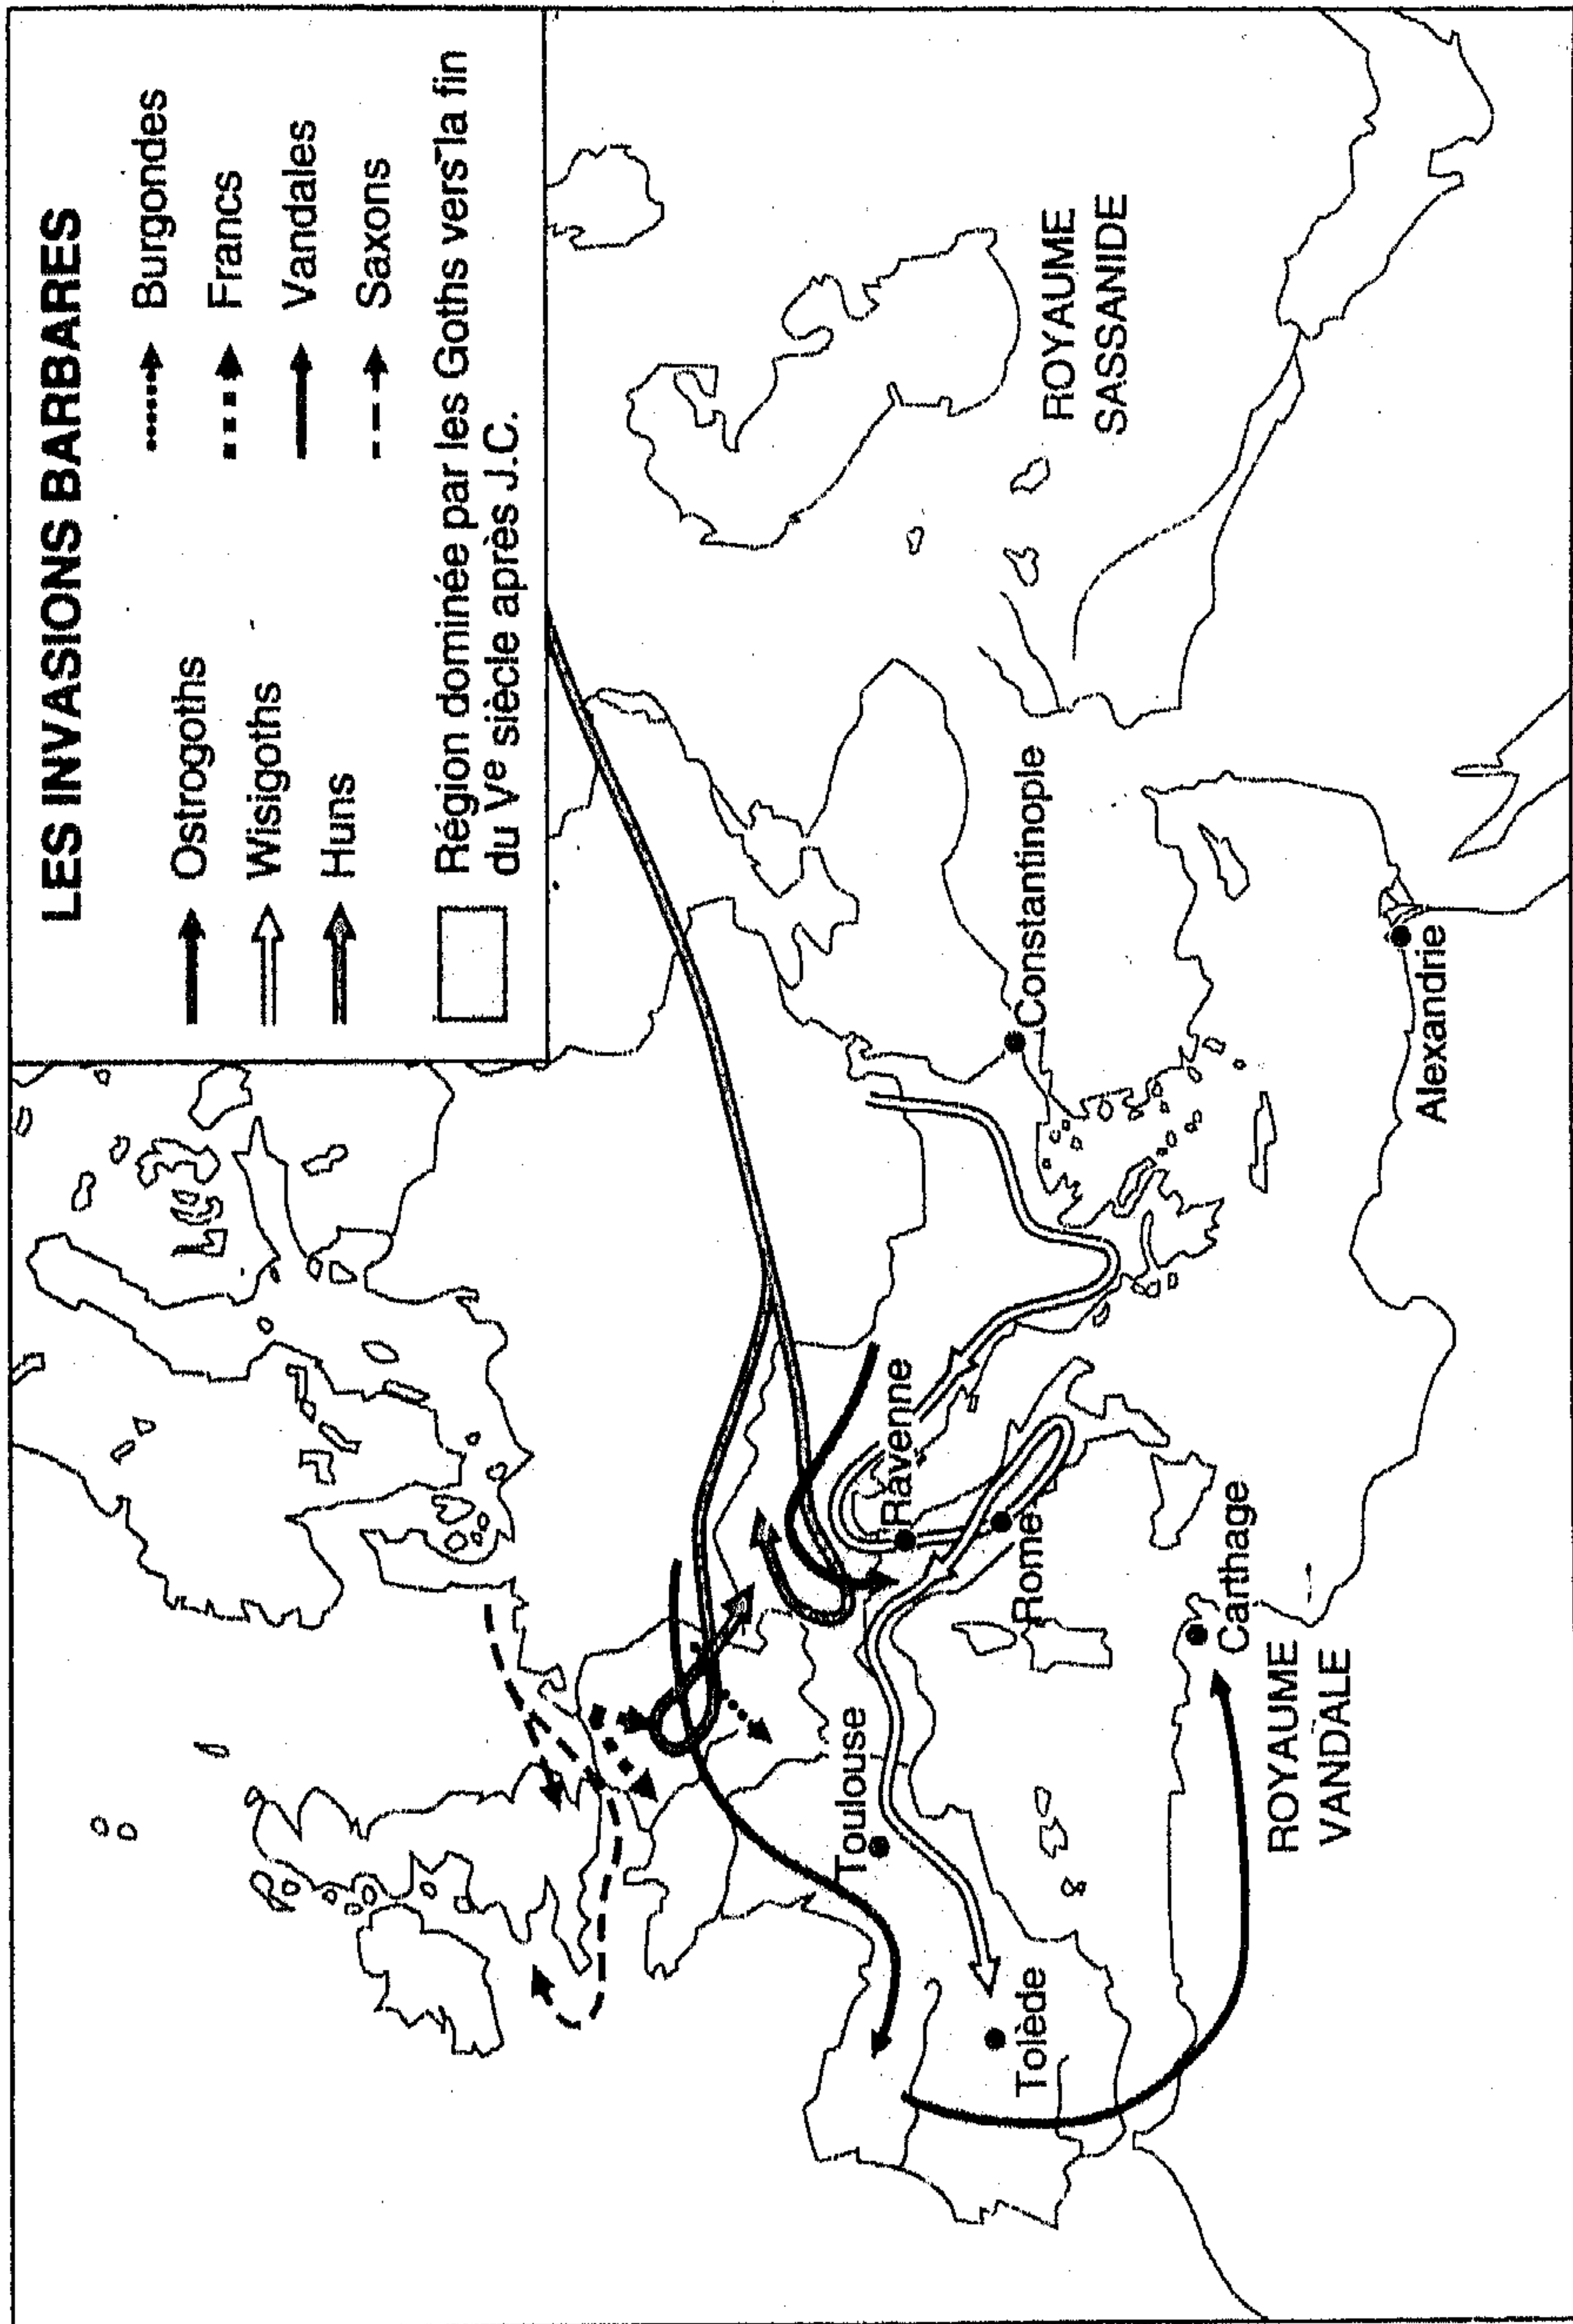 LES INVASIONS BARBARES
Ostrogoths
Wisigoths
Huns
Burgondes
Francs
Vandales
Saxons
Région dominée par les Goths vers la fin
du Ve siècle après J.C.
ROYAUME
SASSANIDE
Constantinople
Alexandrie
Ravenne
Rome
Carthage
ROYAUME
VANDALE
Toulouse
Tolède